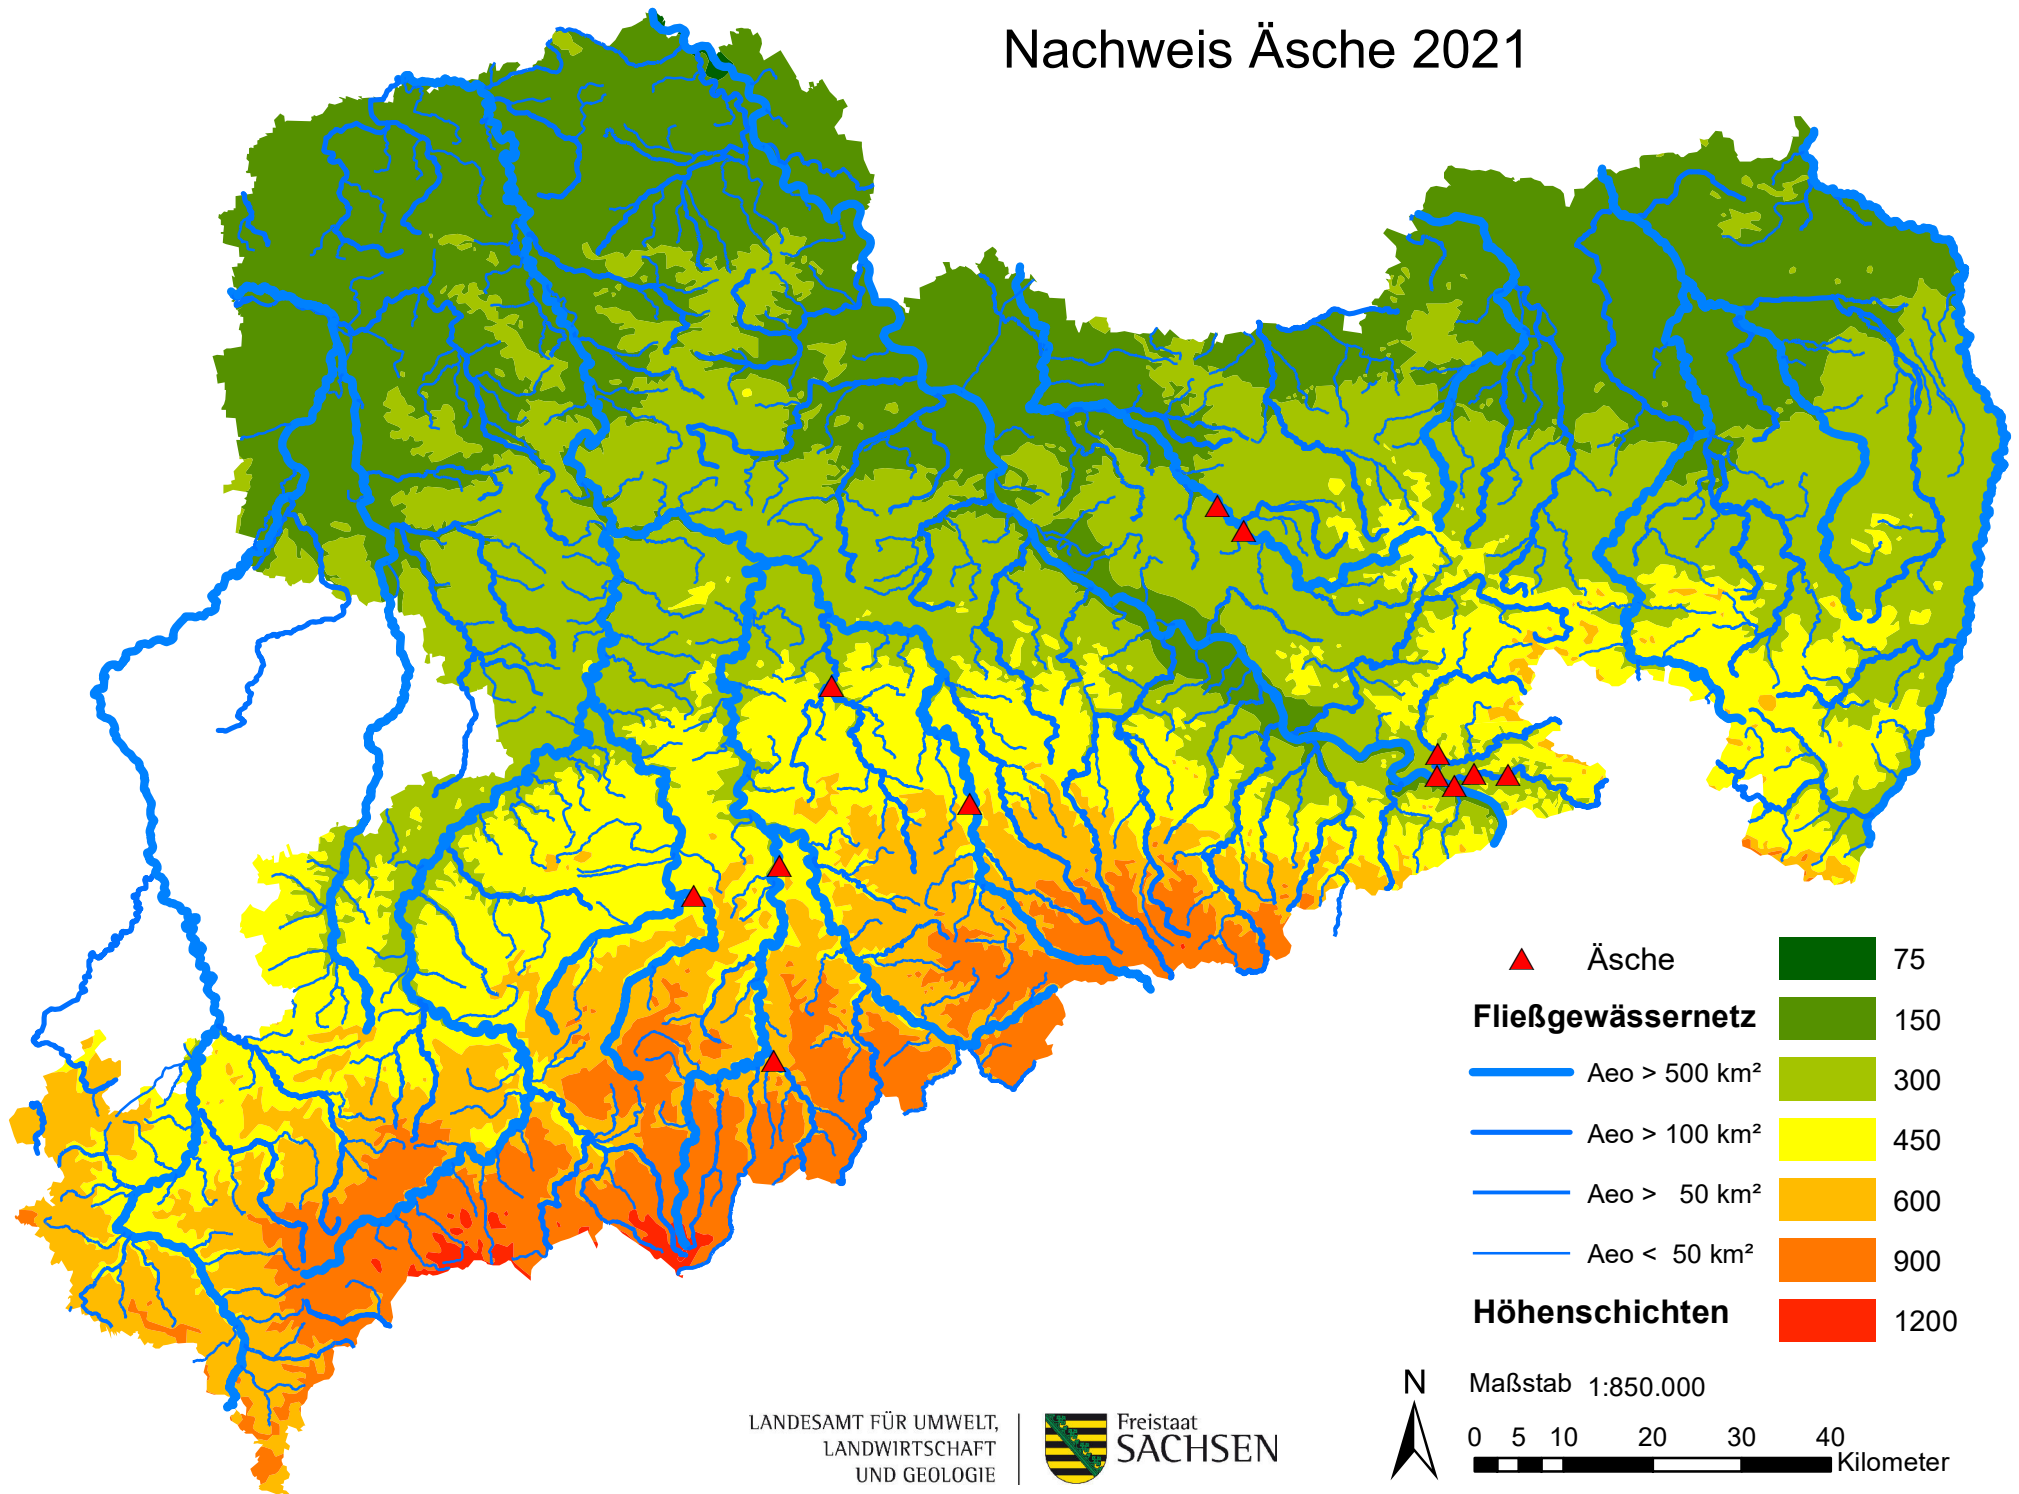 Nachweis Äsche 2021
Äsche
Fließgewässernetz
Aeo > 500 km²
Aeo > 100 km²
Aeo > 50 km²
Aeo < 50 km²
Höhenschichten
75
150
300
450
600
900
1200
N
Maßstab 1:850.000
0 5 10 20 30 40
Kilometer
LANDESAMT FÜR UMWELT,
LANDWIRTSCHAFT
UND GEOLOGIE
Freistaat
SACHSEN